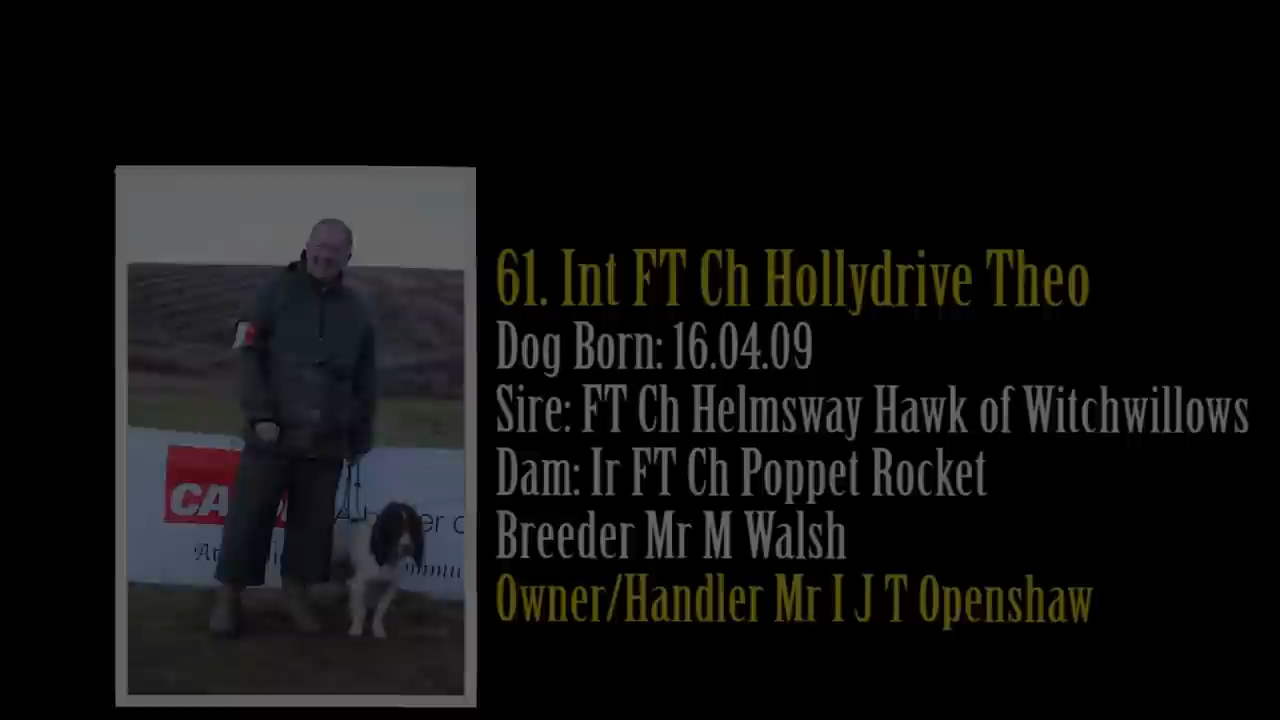 61. Int FT Ch Hollydrive Theo
Dog Born: 16.04.09
Sire: FT Ch Helmsway Hawk of Witchwillows
Dam: Ir FT Ch Poppet Rocket
Breeder Mr M Walsh
Owner/Handler Mr I J T Openshaw
CA